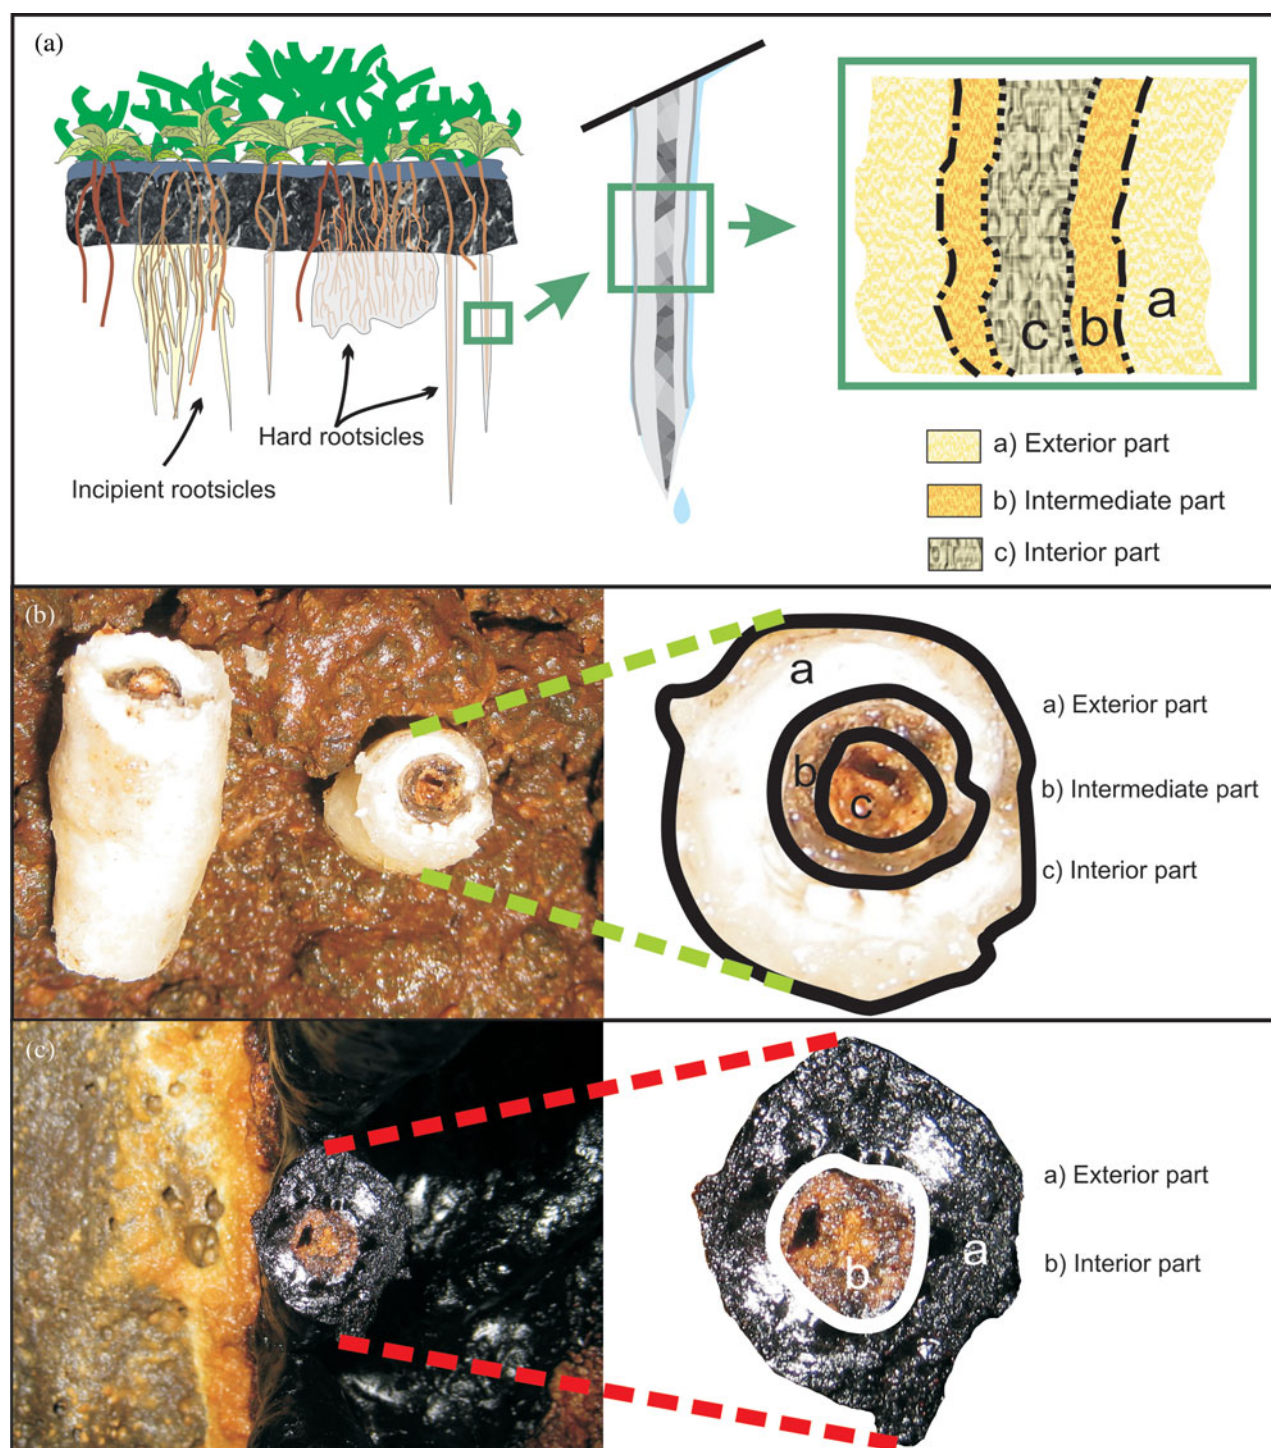 (a)
c
b
a
Hard rootsicles
Incipient rootsicles
a) Exterior part
b) Intermediate part
c) Interior part
(b)
a
b
c
a) Exterior part
b) Intermediate part
c) Interior part
(c)
a
b
a) Exterior part
b) Interior part